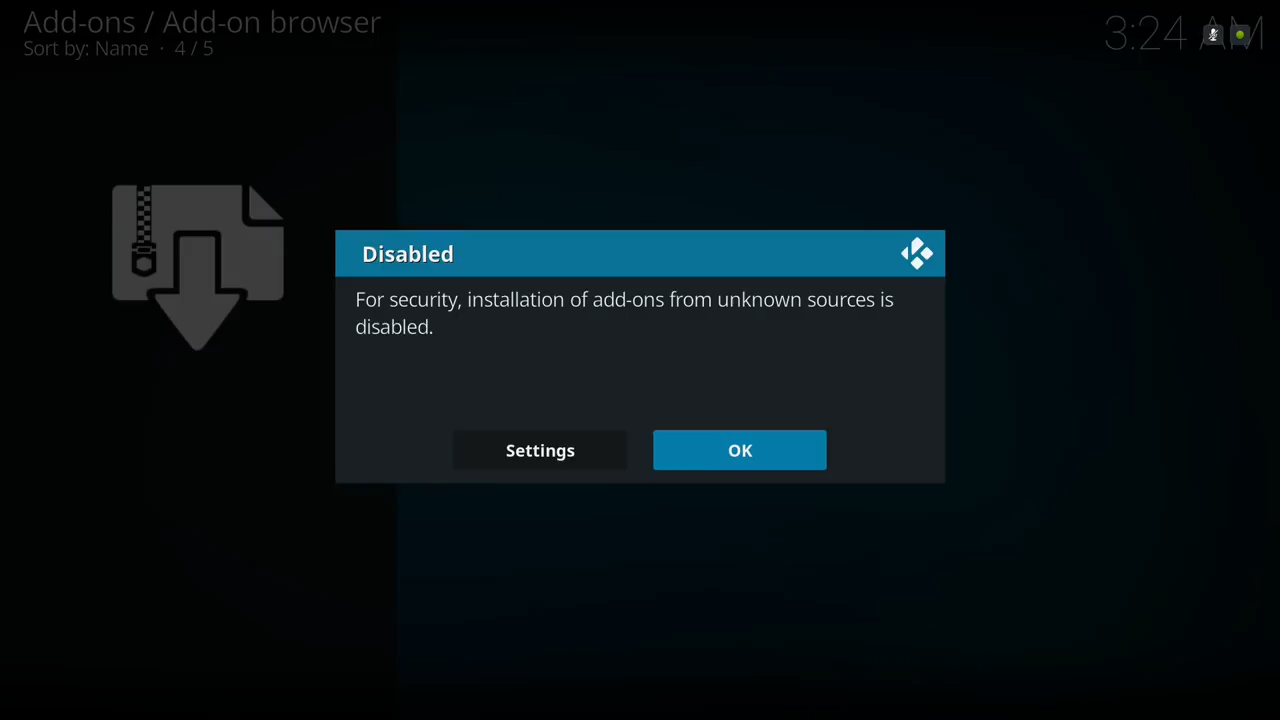 Add-ons / Add-on browser
Sort by: Name · 4 / 5
3:24 AM
Disabled
For security, installation of add-ons from unknown sources is
disabled.
Settings
OK